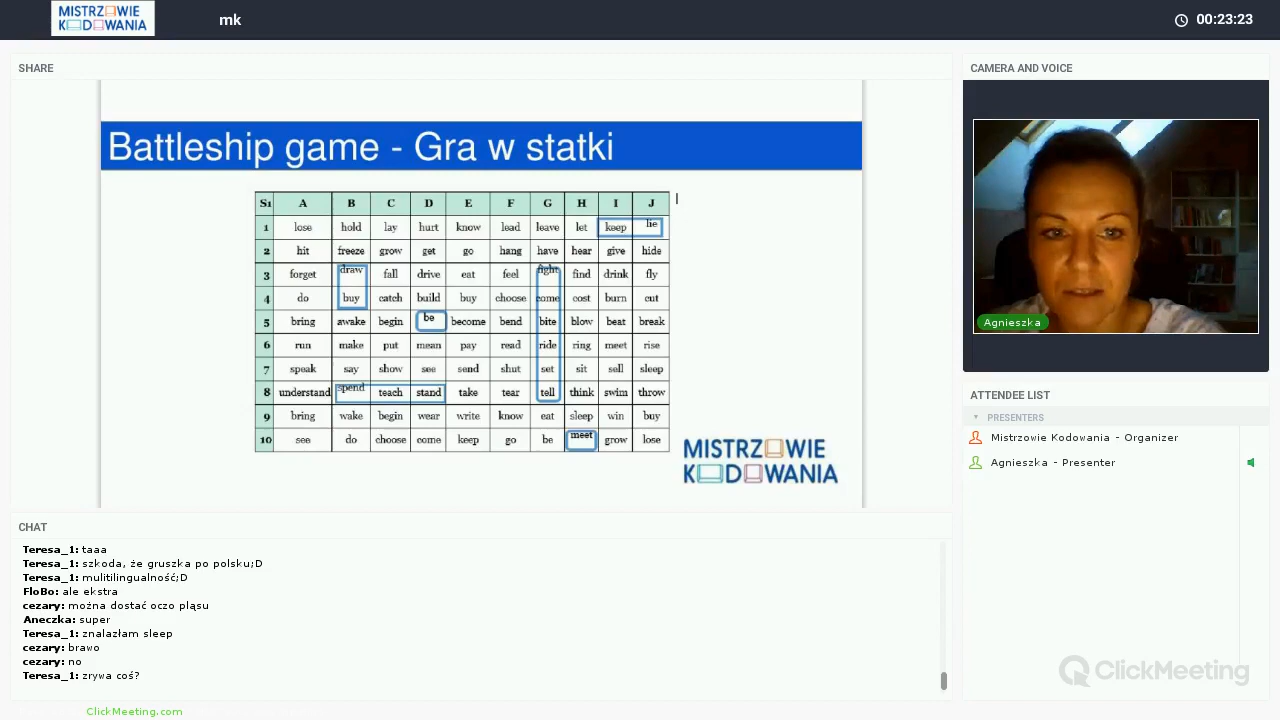 MISTRZOWIE
KODOWANIA
mk
00:23:23
SHARE
Battleship game - Gra w statki
S1 A B C D E F G H I J
1 lose hold lay hurt know lead leave let keep lie
2 hit freeze grow get go hang have hear give hide
3 forget draw fall drive eat feel fight find drink fly
4 do buy catch build buy choose come cost burn cut
5 bring awake begin be become bend bite blow beat break
6 run make put mean pay read ride ring meet rise
7 speak say show see send shut set sit sell sleep
8 understand spend teach stand take tear tell think swim throw
9 bring wake begin wear write know eat sleep win buy
10 see do choose come keep go be meet grow lose
MISTRZOWIE
KODOWANIA
CAMERA AND VOICE
Agnieszka
ATTENDEE LIST
PRESENTERS
Mistrzowie Kodowania - Organizer
Agnieszka - Presenter
CHAT
Teresa_1: taaa
Teresa_1: szkoda, że gruszka po polsku;D
Teresa_1: mulitilingualność;D
FloBo: ale ekstra
cezary: można dostać oczo pląsu
Aneczka: super
Teresa_1: znalazłam sleep
cezary: brawo
cezary: no
Teresa_1: zrywa coś?
ClickMeeting
ClickMeeting.com